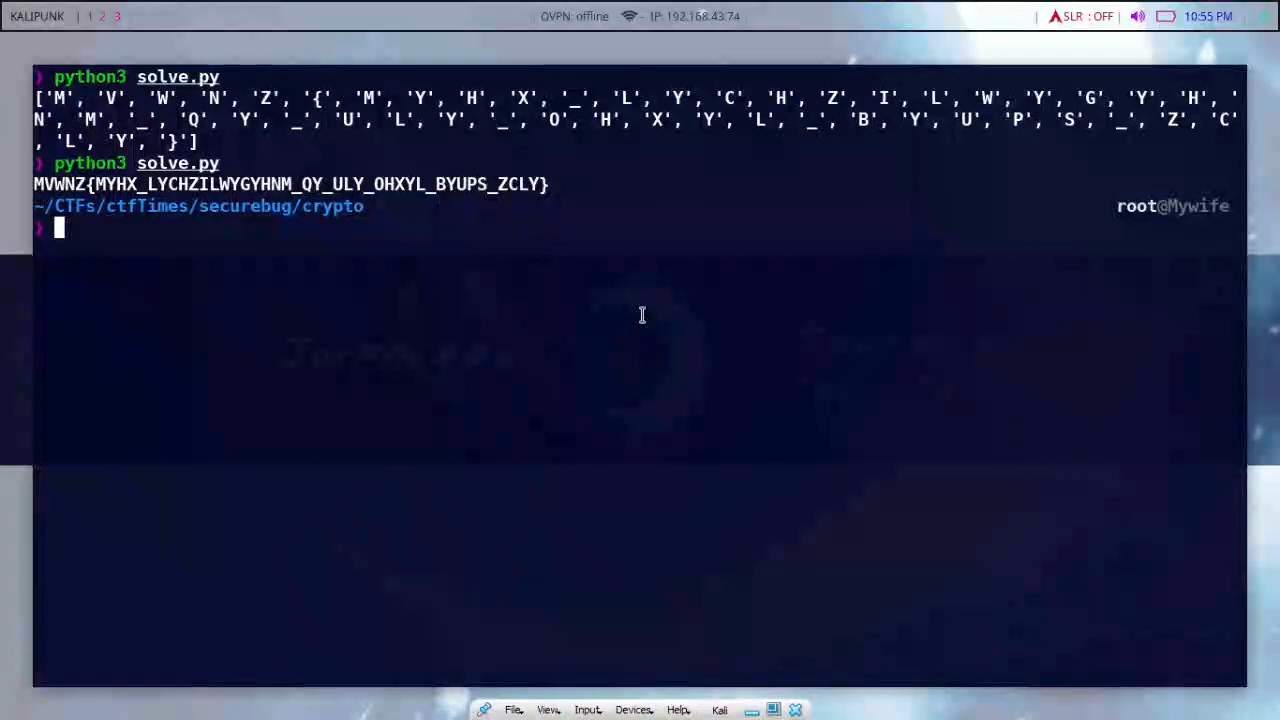 KALIPUNK | 1 2 3 OVPN: offline - IP: 192.168.43.74 | SLR : OFF | 10:55 PM
❯ python3 solve.py
['M', 'V', 'W', 'N', 'Z', '{', 'M', 'Y', 'H', 'X', '_', 'L', 'Y', 'C', 'H', 'Z', 'I', 'L', 'W', 'Y', 'G', 'Y', 'H', '
N', 'M', '_', 'Q', 'Y', '_', 'U', 'L', 'Y', '_', 'O', 'H', 'X', 'Y', 'L', '_', 'B', 'Y', 'U', 'P', 'S', '_', 'Z', 'C'
, 'L', 'Y', '}']
❯ python3 solve.py
MVWNZ{MYHX_LYCHZILWYGYHNM_QY_ULY_OHXYL_BYUPS_ZCLY}
~/CTFs/ctfTimes/securebug/crypto root@Mywife
❯
File View Input Devices Help Kali